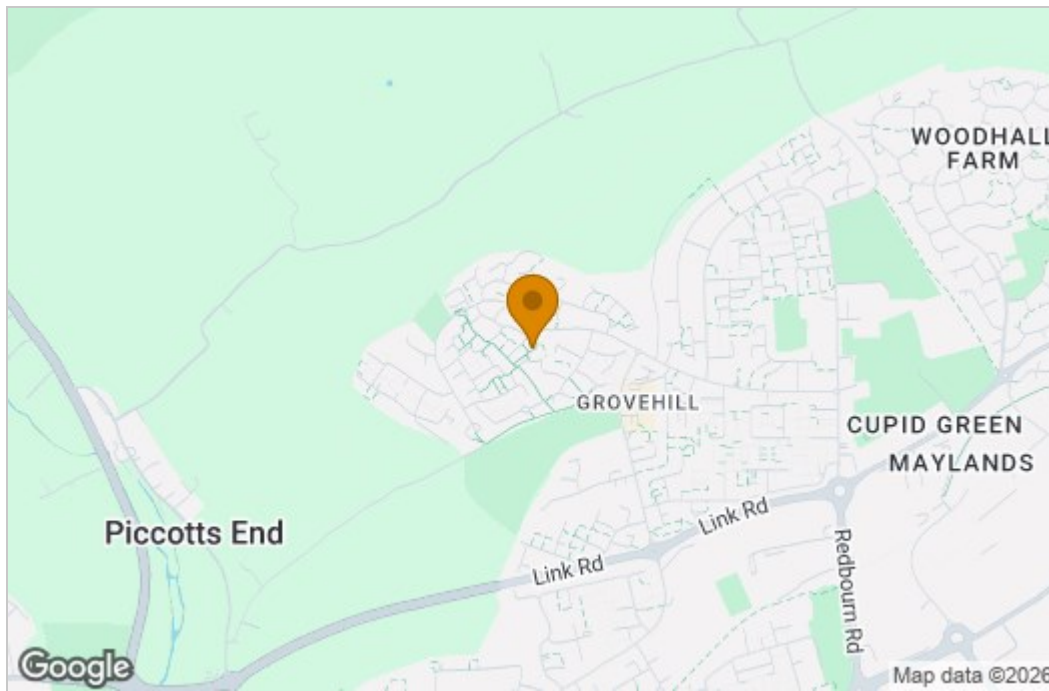 WOODHALL
FARM
GROVEHILL
CUPID GREEN
MAYLANDS
Piccotts End
Link Rd
Link Rd
Redbourn Rd
Google
Map data ©2026